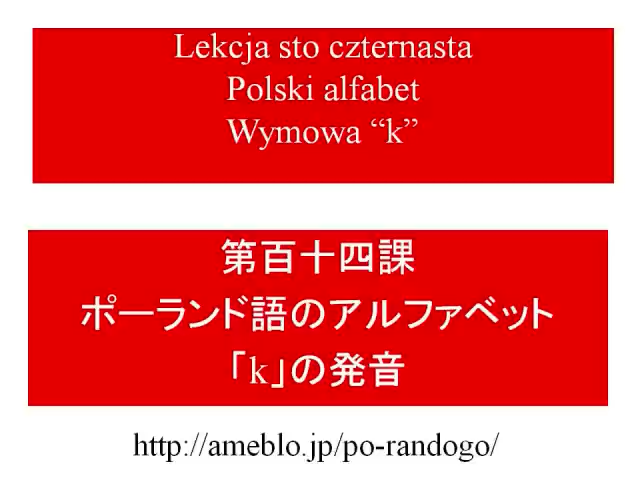 Lekcja sto czternasta
Polski alfabet
Wymowa “k”
第百十四課
ポーランド語のアルファベット
「k」の発音
http://ameblo.jp/po-randogo/